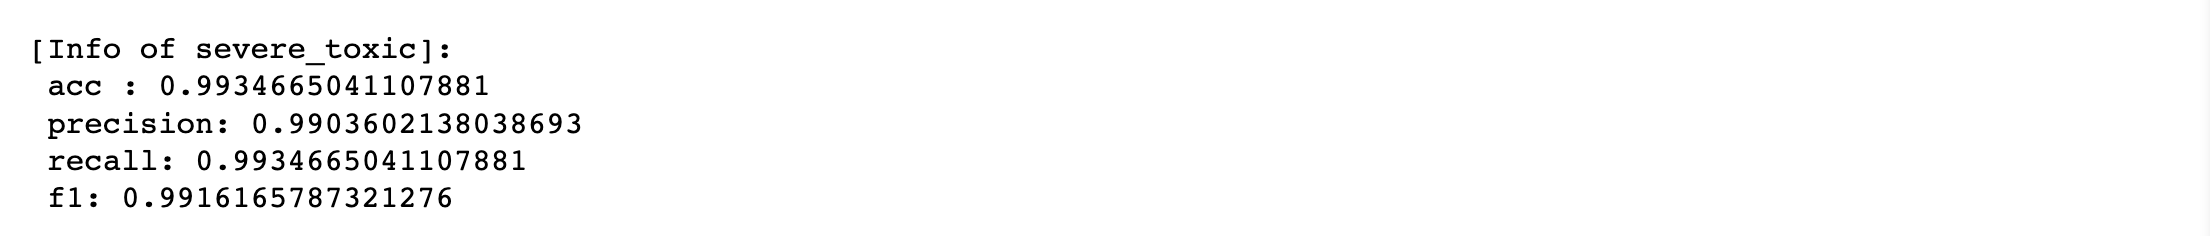 [Info of severe_toxic]:
acc : 0.9934665041107881
precision: 0.9903602138038693
recall: 0.9934665041107881
f1: 0.9916165787321276